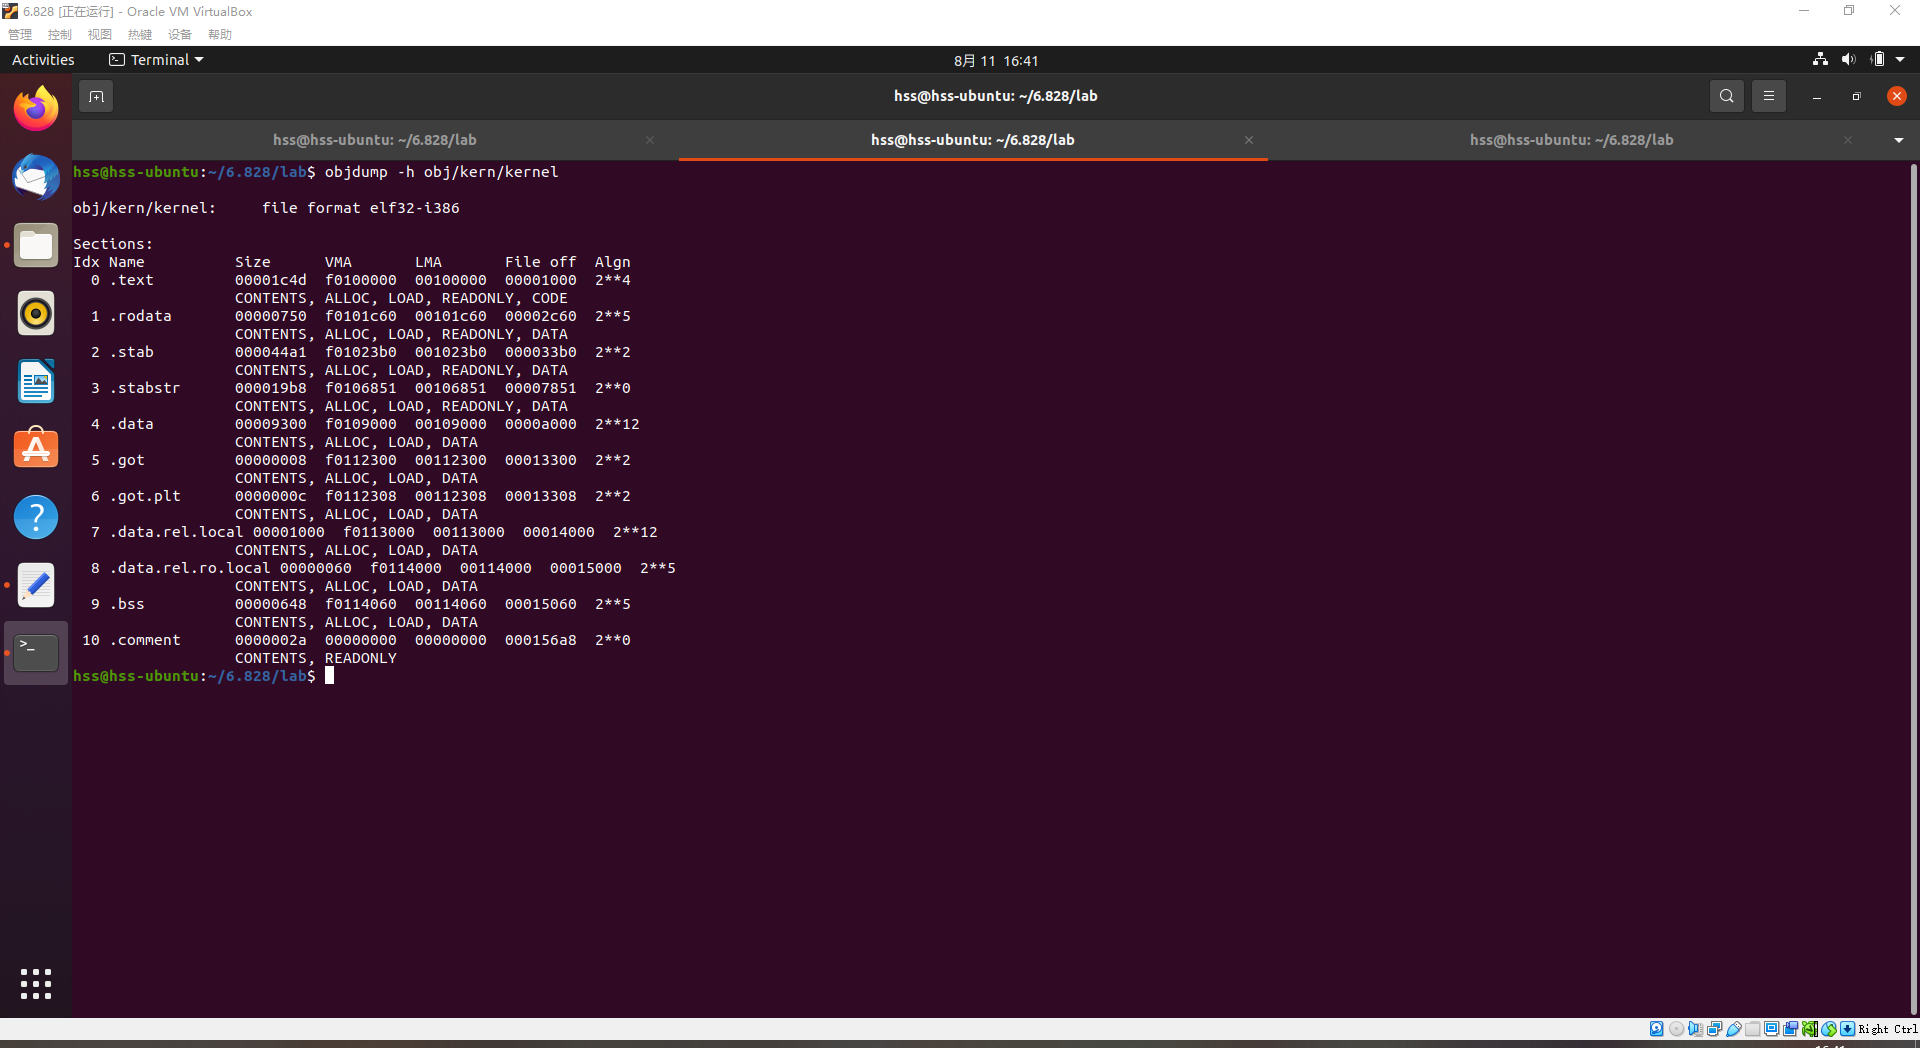 6.828 [正在运行] - Oracle VM VirtualBox
管理 控制 视图 热键 设备 帮助
Activities Terminal 8月 11 16:41
hss@hss-ubuntu: ~/6.828/lab
hss@hss-ubuntu: ~/6.828/lab hss@hss-ubuntu: ~/6.828/lab hss@hss-ubuntu: ~/6.828/lab
hss@hss-ubuntu:~/6.828/lab$ objdump -h obj/kern/kernel
obj/kern/kernel:     file format elf32-i386
Sections:
Idx Name          Size      VMA       LMA       File off  Algn
  0 .text         00001c4d  f0100000  00100000  00001000  2**4
                  CONTENTS, ALLOC, LOAD, READONLY, CODE
  1 .rodata       00000750  f0101c60  00101c60  00002c60  2**5
                  CONTENTS, ALLOC, LOAD, READONLY, DATA
  2 .stab         000044a1  f01023b0  001023b0  000033b0  2**2
                  CONTENTS, ALLOC, LOAD, READONLY, DATA
  3 .stabstr      000019b8  f0106851  00106851  00007851  2**0
                  CONTENTS, ALLOC, LOAD, READONLY, DATA
  4 .data         00009300  f0109000  00109000  0000a000  2**12
                  CONTENTS, ALLOC, LOAD, DATA
  5 .got          00000008  f0112300  00112300  00013300  2**2
                  CONTENTS, ALLOC, LOAD, DATA
  6 .got.plt      0000000c  f0112308  00112308  00013308  2**2
                  CONTENTS, ALLOC, LOAD, DATA
  7 .data.rel.local 00001000  f0113000  00113000  00014000  2**12
                  CONTENTS, ALLOC, LOAD, DATA
  8 .data.rel.ro.local 00000060  f0114000  00114000  00015000  2**5
                  CONTENTS, ALLOC, LOAD, DATA
  9 .bss          00000648  f0114060  00114060  00015060  2**5
                  CONTENTS, ALLOC, LOAD, DATA
 10 .comment      0000002a  00000000  00000000  000156a8  2**0
                  CONTENTS, READONLY
hss@hss-ubuntu:~/6.828/lab$
Right Ctrl